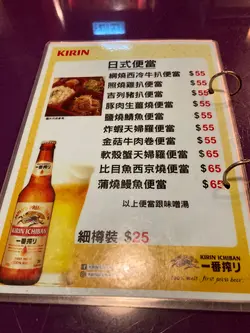 KIRIN
日式便當
鋼燒西冷牛扒便當 $55
照燒雞扒便當 $55
吉列豬扒便當 $55
豚肉生薑燒便當 $55
鹽燒鯖魚便當 $55
炸蝦天婦羅便當 $55
金菇牛肉卷便當 $55
軟殼蟹天婦羅便當 $65
比目魚西京燒便當 $65
蒲燒鰻魚便當 $65
以上便當跟味噌湯
細樽裝 $25
KIRIN ICHIBAN
一番搾り